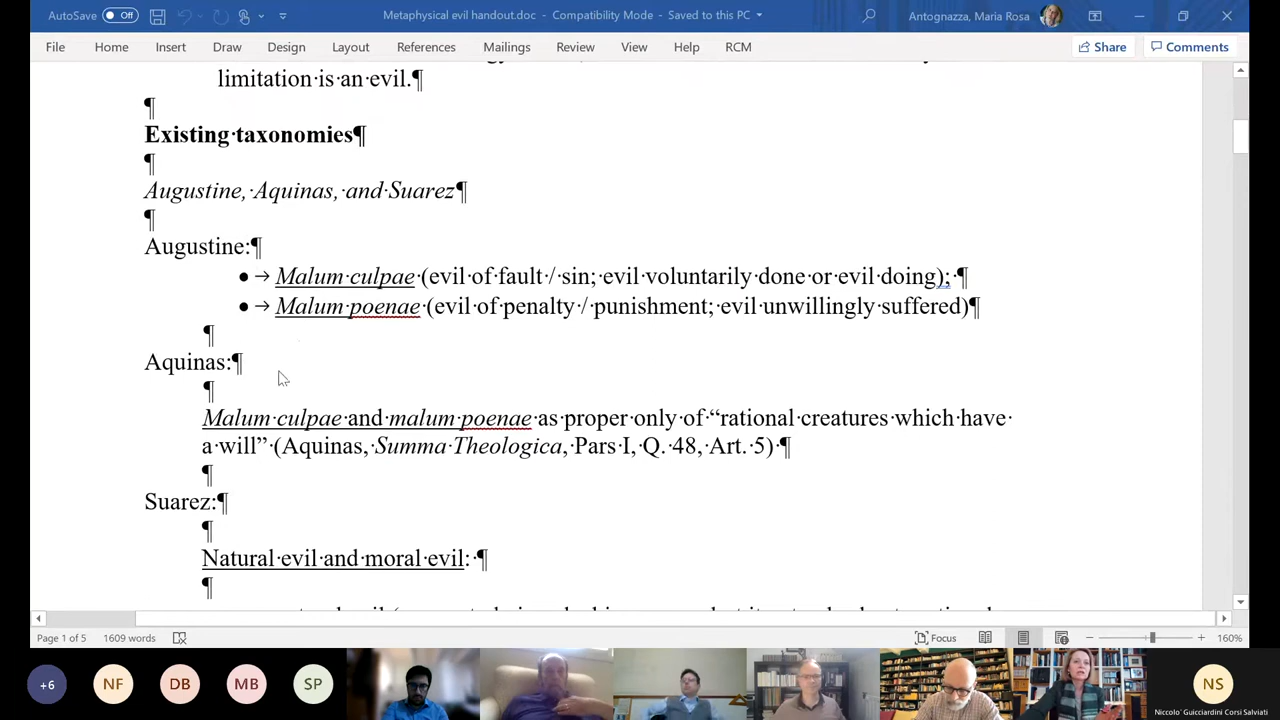 AutoSave Off Metaphysical evil handout.doc - Compatibility Mode - Saved to this PC Antognazza, Maria Rosa
File Home Insert Draw Design Layout References Mailings Review View Help RCM Share Comments
limitation·is·an·evil.¶
¶
Existing·taxonomies¶
¶
Augustine,·Aquinas,·and·Suarez¶
¶
Augustine:¶
•→Malum·culpae·(evil·of·fault·/·sin;·evil·voluntarily·done·or·evil·doing);·¶
•→Malum·poenae·(evil·of·penalty·/·punishment;·evil·unwillingly·suffered)¶
¶
Aquinas:¶
¶
Malum·culpae·and·malum·poenae·as·proper·only·of·“rational·creatures·which·have·
a·will”·(Aquinas,·Summa·Theologica,·Pars·I,·Q.·48,·Art.·5)·¶
¶
Suarez:¶
¶
Natural·evil·and·moral·evil:·¶
¶
Page 1 of 5 1609 words Focus 160%
+6 NF DB MB SP NS
Niccolo' Guicciardini Corsi Salviati